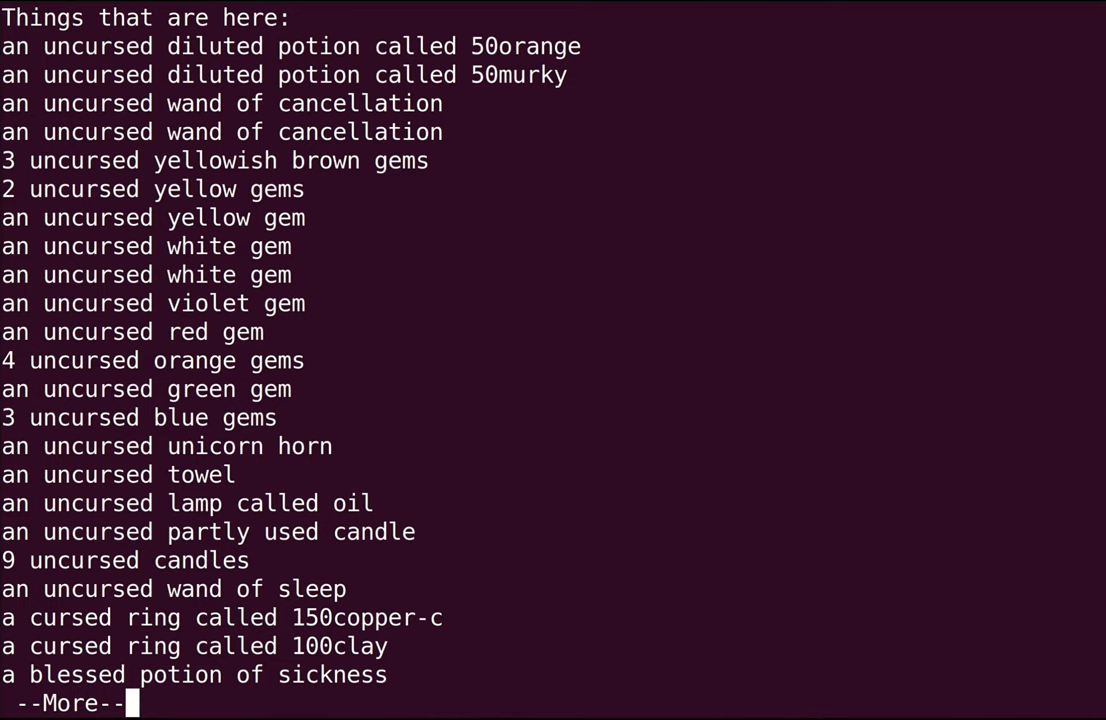 Things that are here:
an uncursed diluted potion called 50orange
an uncursed diluted potion called 50murky
an uncursed wand of cancellation
an uncursed wand of cancellation
3 uncursed yellowish brown gems
2 uncursed yellow gems
an uncursed yellow gem
an uncursed white gem
an uncursed white gem
an uncursed violet gem
an uncursed red gem
4 uncursed orange gems
an uncursed green gem
3 uncursed blue gems
an uncursed unicorn horn
an uncursed towel
an uncursed lamp called oil
an uncursed partly used candle
9 uncursed candles
an uncursed wand of sleep
a cursed ring called 150copper-c
a cursed ring called 100clay
a blessed potion of sickness
--More--